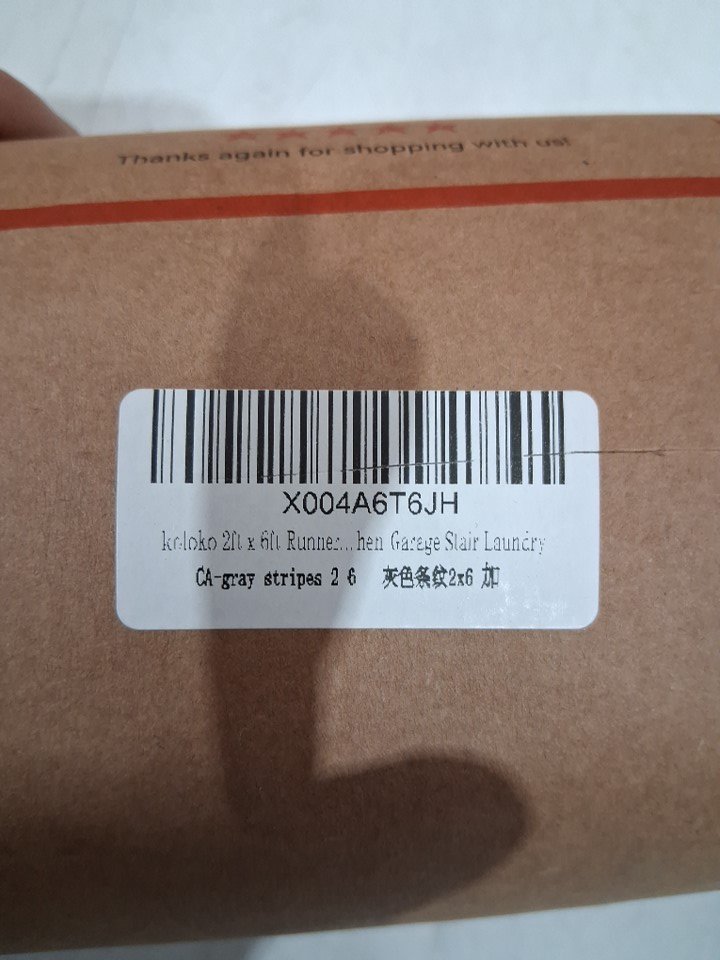 Thanks again for shopping with us!
X004A6T6JH
koloko 2ft x 6ft Runner...hen Garage Stair Laundry
CA-gray stripes 2 6 灰色条纹2x6 加